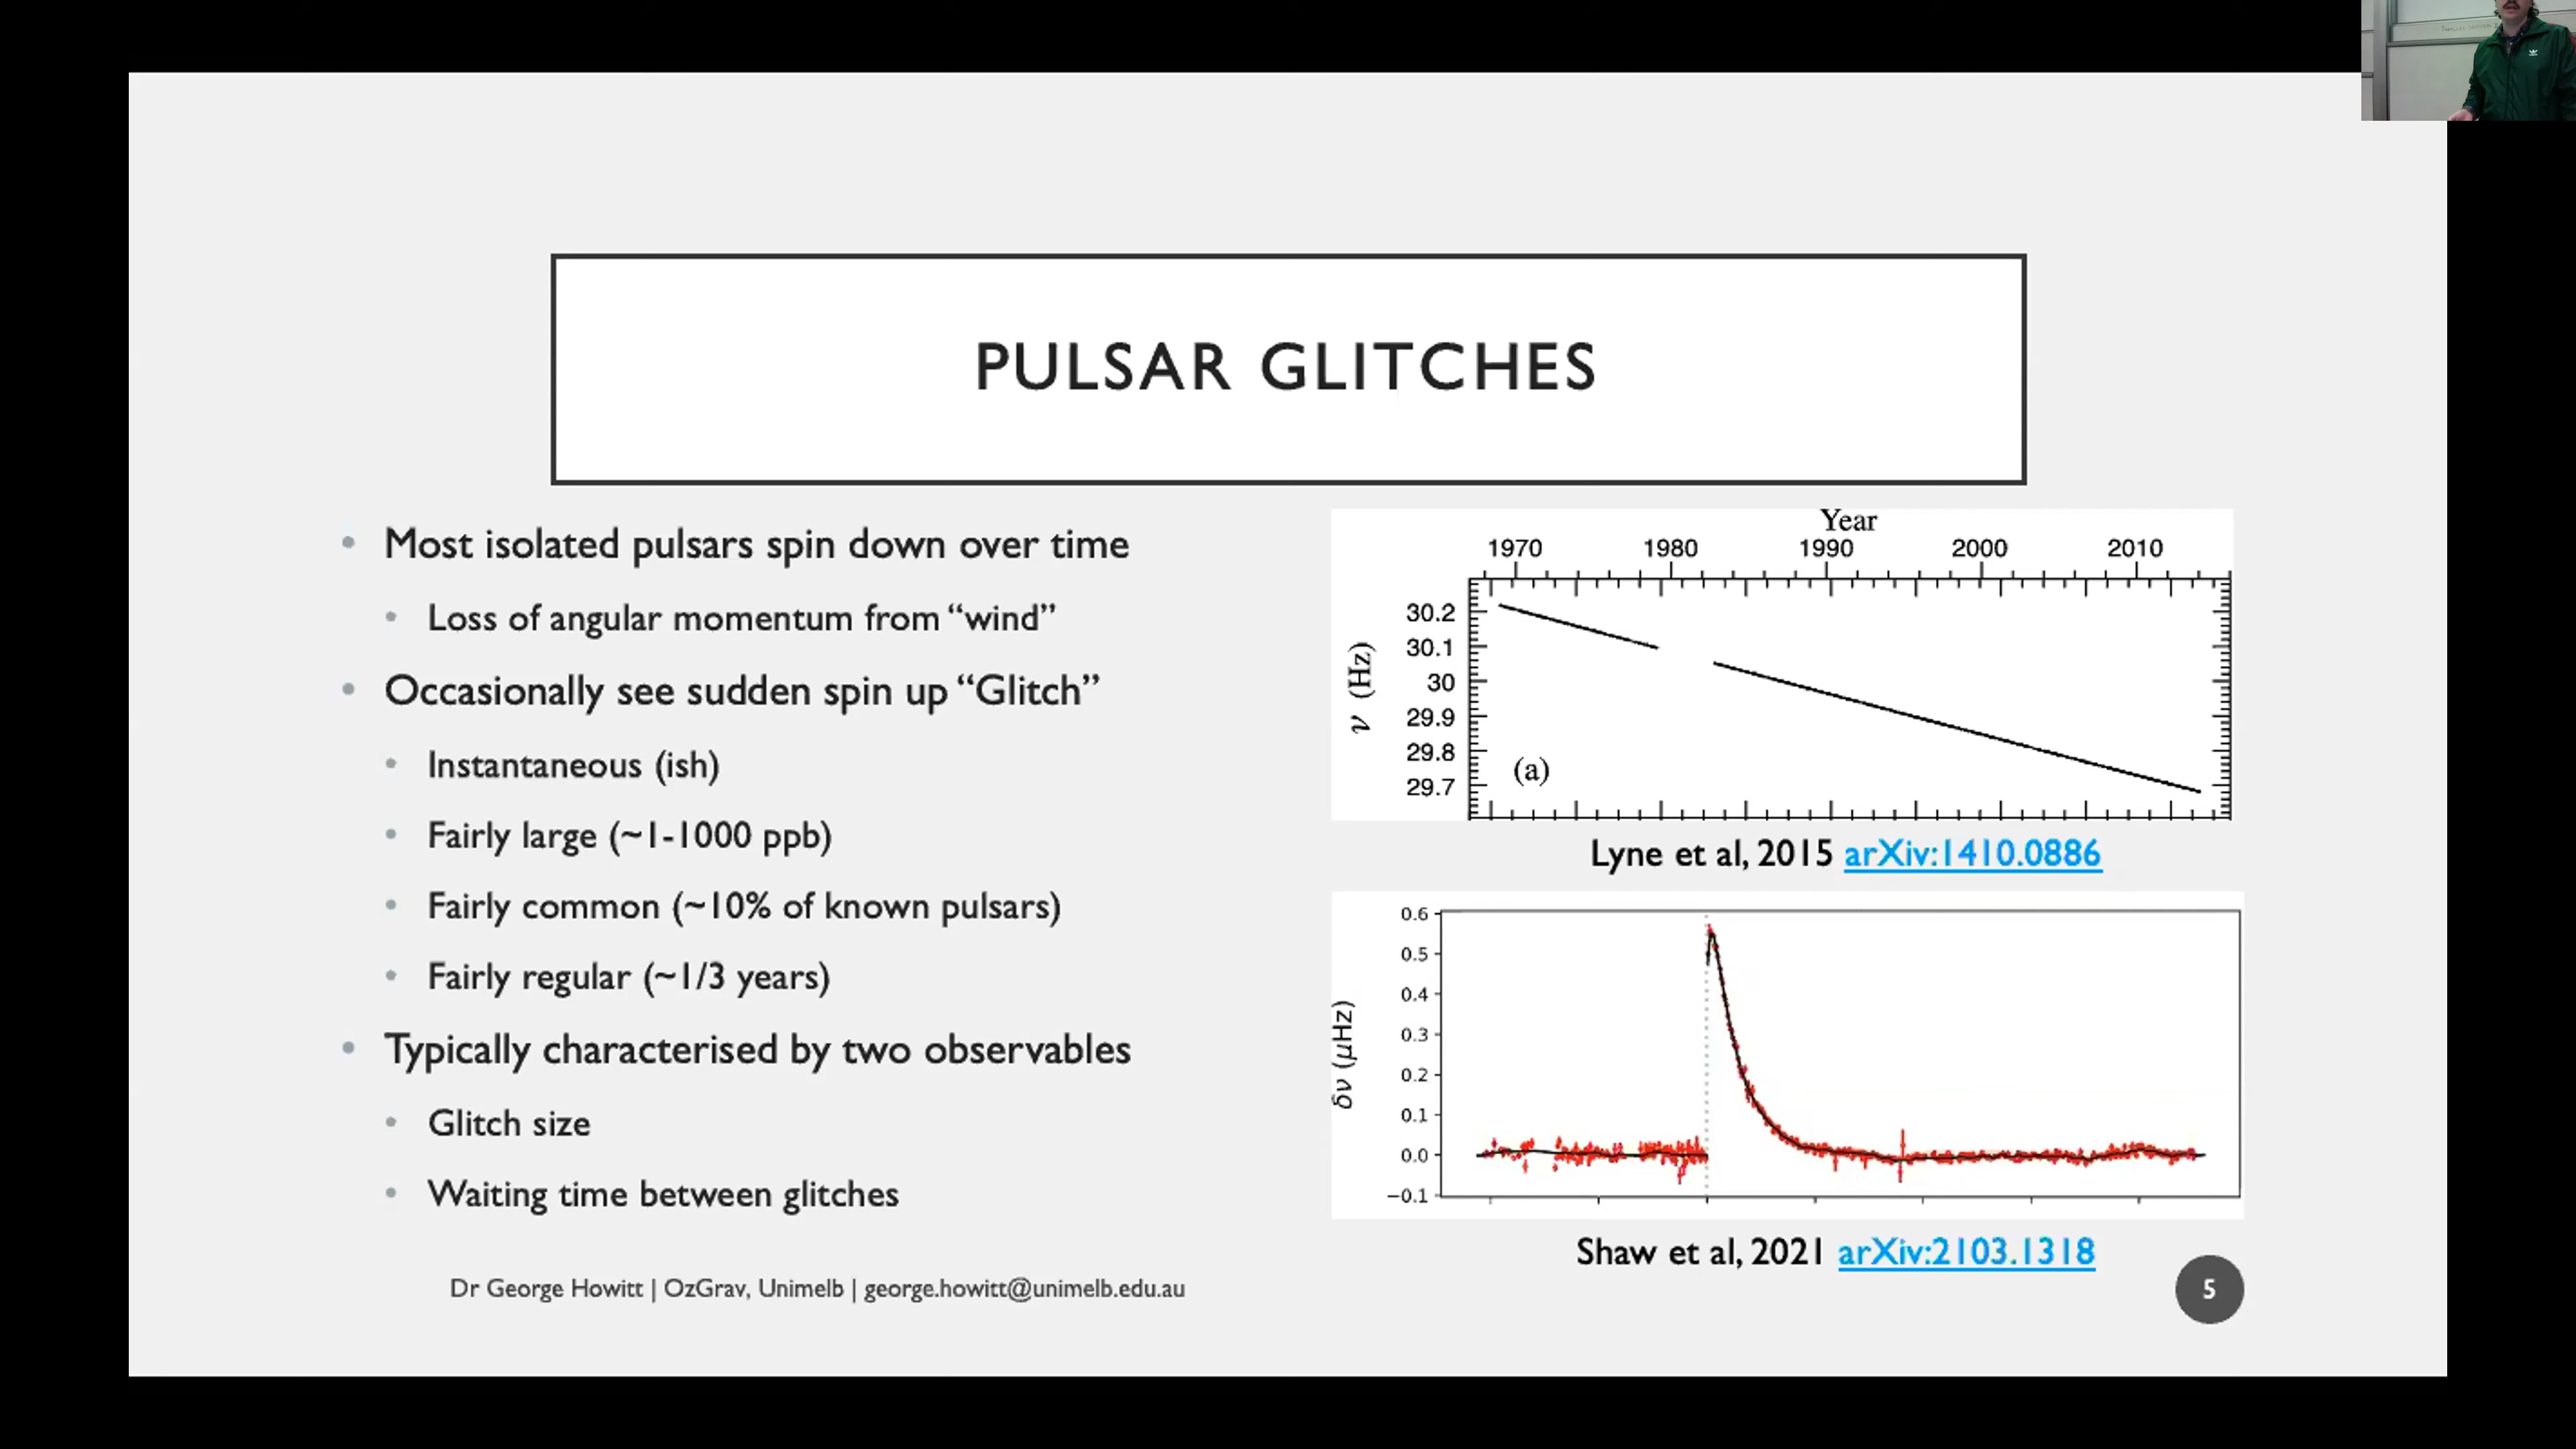 PULSAR GLITCHES
• Most isolated pulsars spin down over time
• Loss of angular momentum from “wind”
• Occasionally see sudden spin up “Glitch”
• Instantaneous (ish)
• Fairly large (~1-1000 ppb)
• Fairly common (~10% of known pulsars)
• Fairly regular (~1/3 years)
• Typically characterised by two observables
• Glitch size
• Waiting time between glitches
Year
1970 1980 1990 2000 2010
ν (Hz)
30.2
30.1
30
29.9
29.8
29.7
(a)
Lyne et al, 2015 arXiv:1410.0886
δν (μHz)
0.6
0.5
0.4
0.3
0.2
0.1
0.0
−0.1
Shaw et al, 2021 arXiv:2103.1318
Dr George Howitt | OzGrav, Unimelb | george.howitt@unimelb.edu.au
5